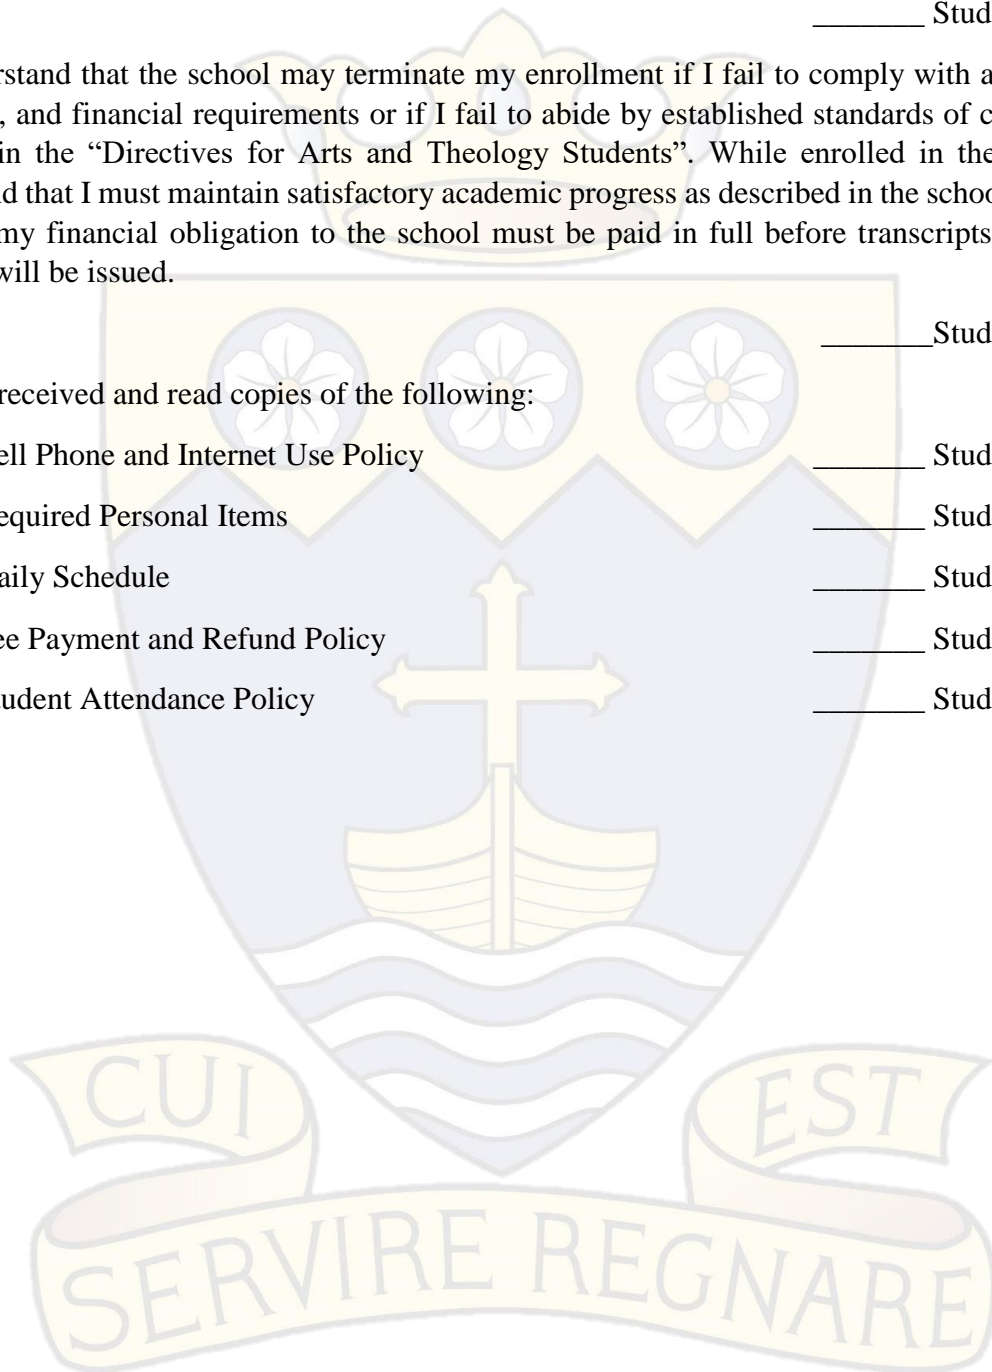 _______ Stud
rstand that the school may terminate my enrollment if I fail to comply with a
, and financial requirements or if I fail to abide by established standards of c
in the “Directives for Arts and Theology Students”. While enrolled in the
d that I must maintain satisfactory academic progress as described in the schoo
my financial obligation to the school must be paid in full before transcripts
will be issued.
_______Stud
received and read copies of the following:
ell Phone and Internet Use Policy _______ Stud
equired Personal Items _______ Stud
aily Schedule _______ Stud
ee Payment and Refund Policy _______ Stud
tudent Attendance Policy _______ Stud
CUI EST
SERVIRE REGNARE